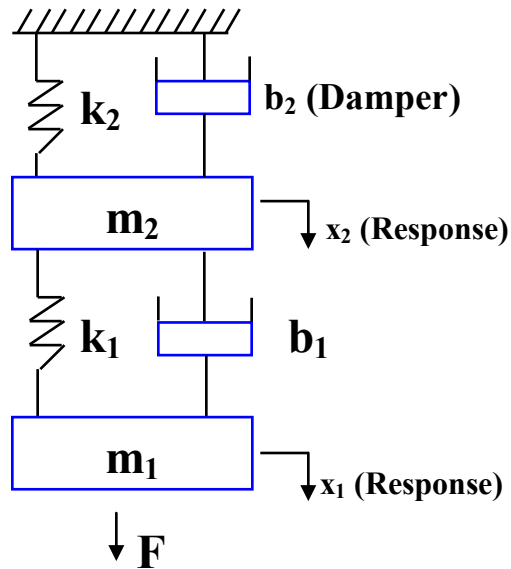 k₂
b₂ (Damper)
m₂
x₂ (Response)
k₁
b₁
m₁
x₁ (Response)
F